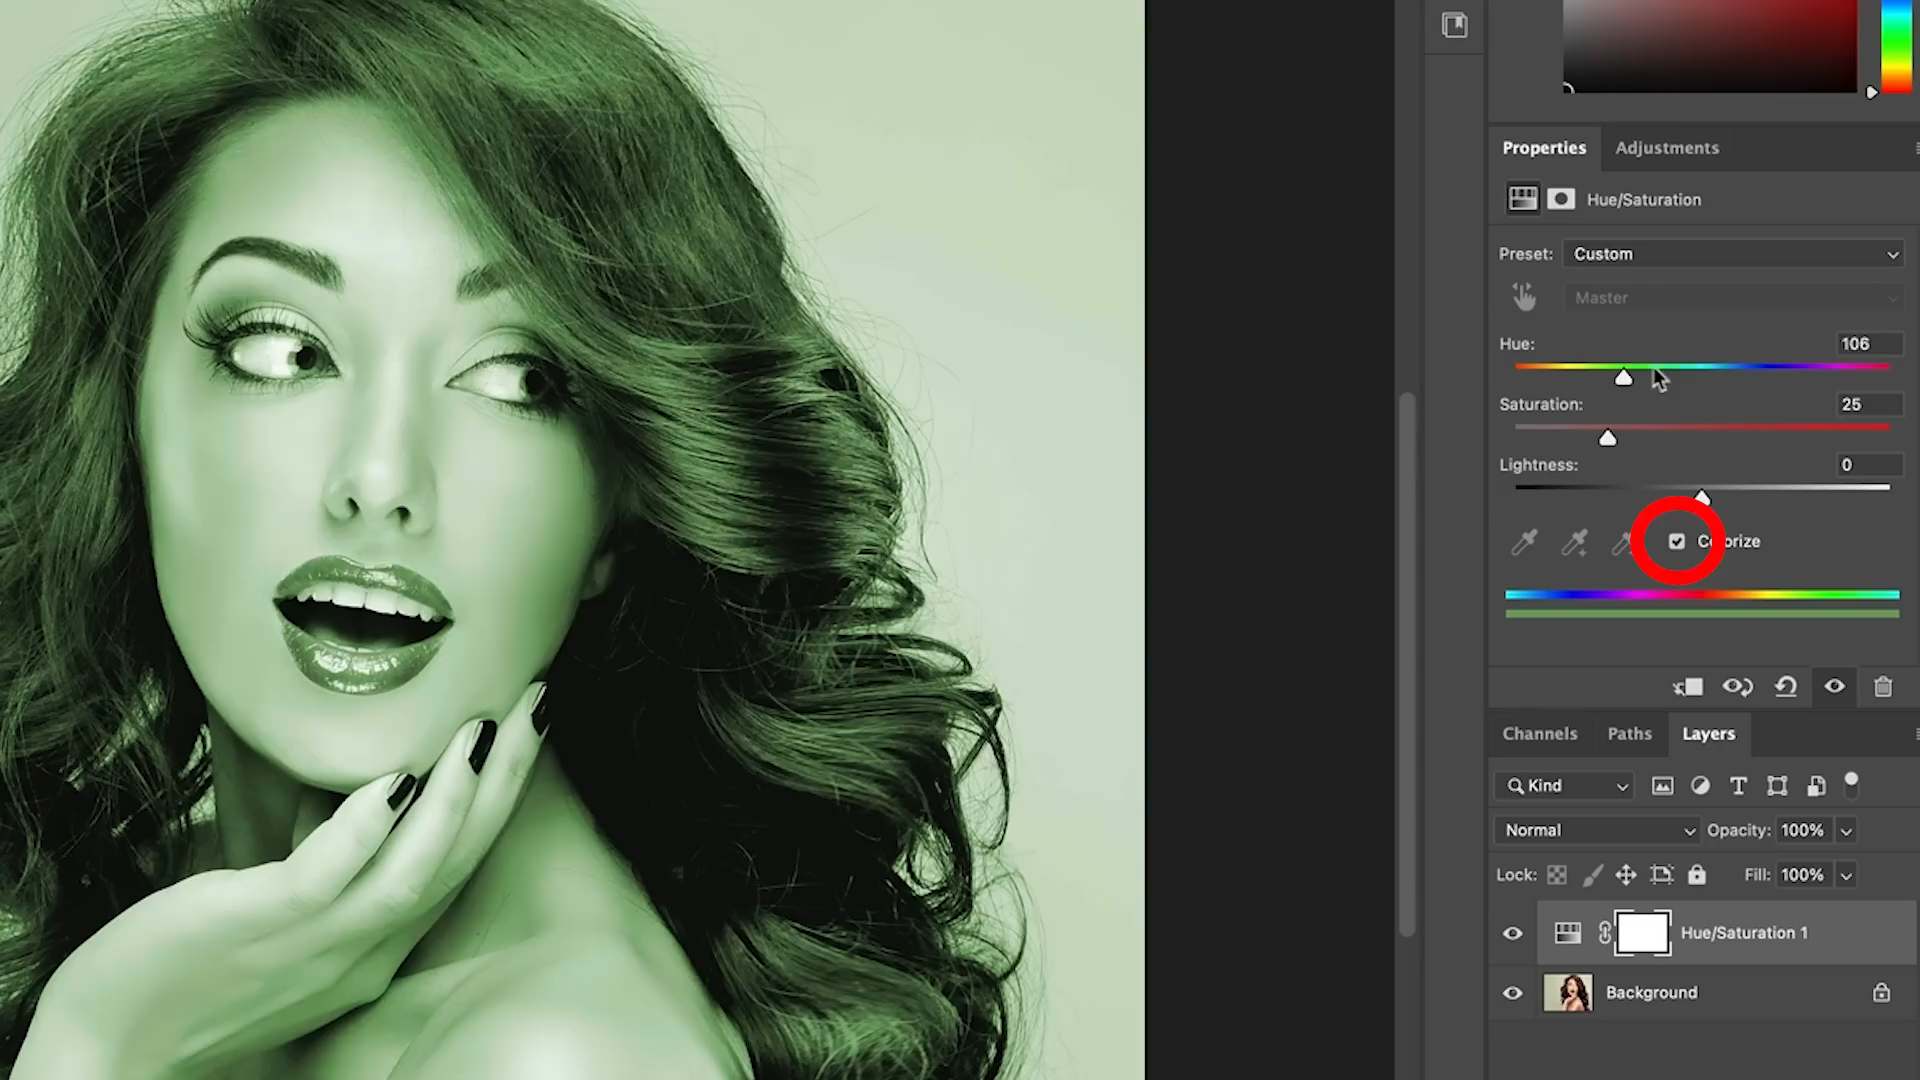 Properties Adjustments
Hue/Saturation
Preset: Custom
Master
Hue: 106
Saturation: 25
Lightness: 0
Colorize
Channels Paths Layers
Kind
Normal Opacity: 100%
Lock: Fill: 100%
Hue/Saturation 1
Background